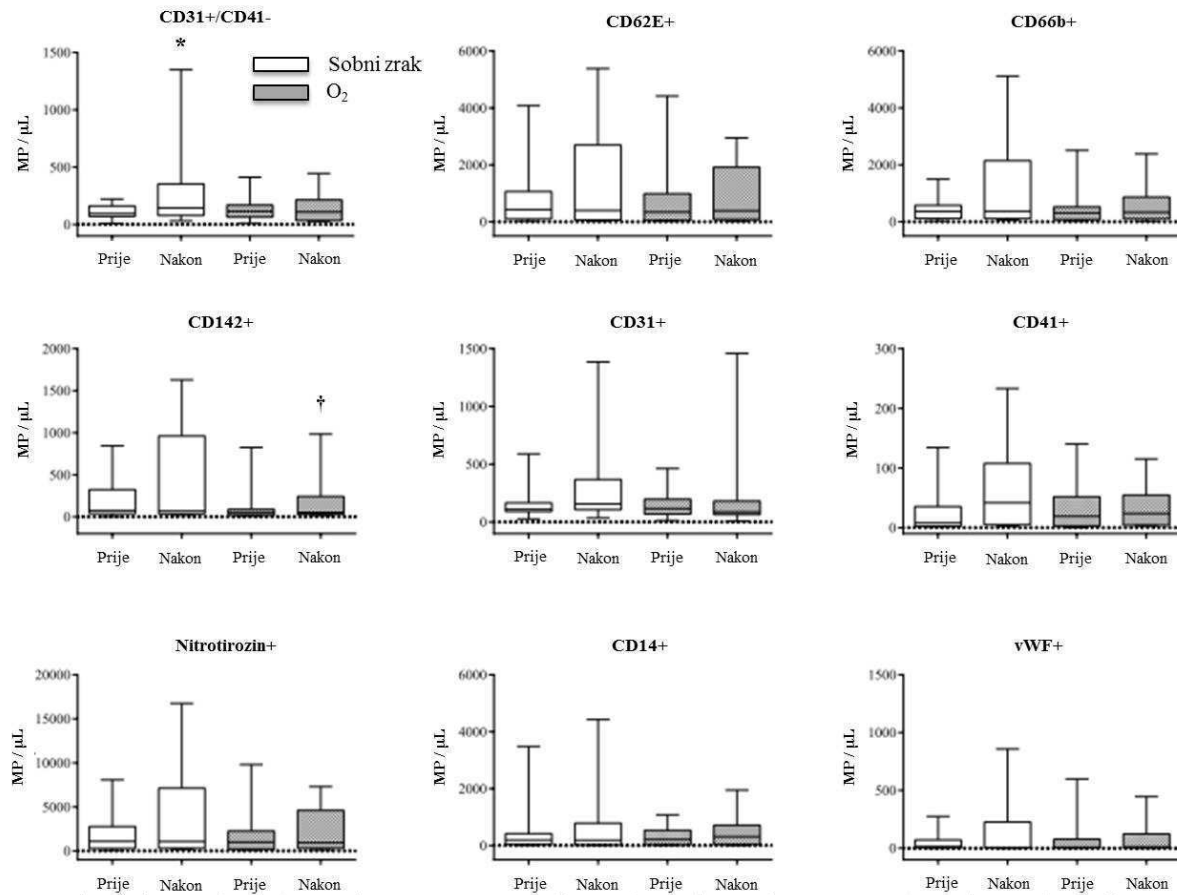 CD31+/CD41-
1500
1000
500
0
MP / µL
*
Sobni zrak
O₂
Prije Nakon Prije Nakon
CD62E+
6000
4000
2000
0
MP / µL
Prije Nakon Prije Nakon
CD66b+
6000
4000
2000
0
MP / µL
Prije Nakon Prije Nakon
CD142+
2000
1500
1000
500
0
MP / µL
†
Prije Nakon Prije Nakon
CD31+
1500
1000
500
0
MP / µL
Prije Nakon Prije Nakon
CD41+
300
200
100
0
MP / µL
Prije Nakon Prije Nakon
Nitrotirozin+
20000
15000
10000
5000
0
MP / µL
Prije Nakon Prije Nakon
CD14+
6000
4000
2000
0
MP / µL
Prije Nakon Prije Nakon
vWF+
1500
1000
500
0
MP / µL
Prije Nakon Prije Nakon